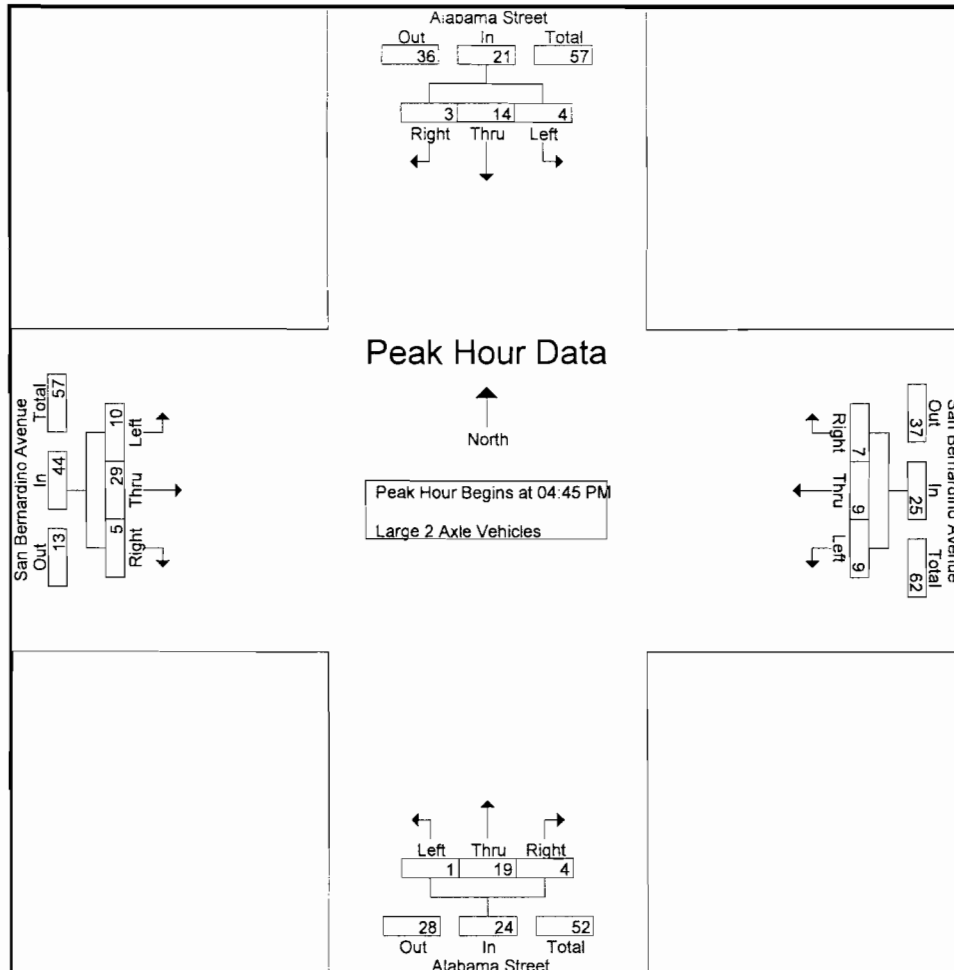 Alabama Street
Out In Total
36 21 57
3 14 4
Right Thru Left
Peak Hour Data
North
Peak Hour Begins at 04:45 PM
Large 2 Axle Vehicles
San Bernardino Avenue
Total In Out
57 44 13
10 29 5
Left Thru Right
Right Thru Left
7 9 9
37 25 62
Out In Total
San Bernardino Avenue
Left Thru Right
1 19 4
28 24 52
Out In Total
Alabama Street